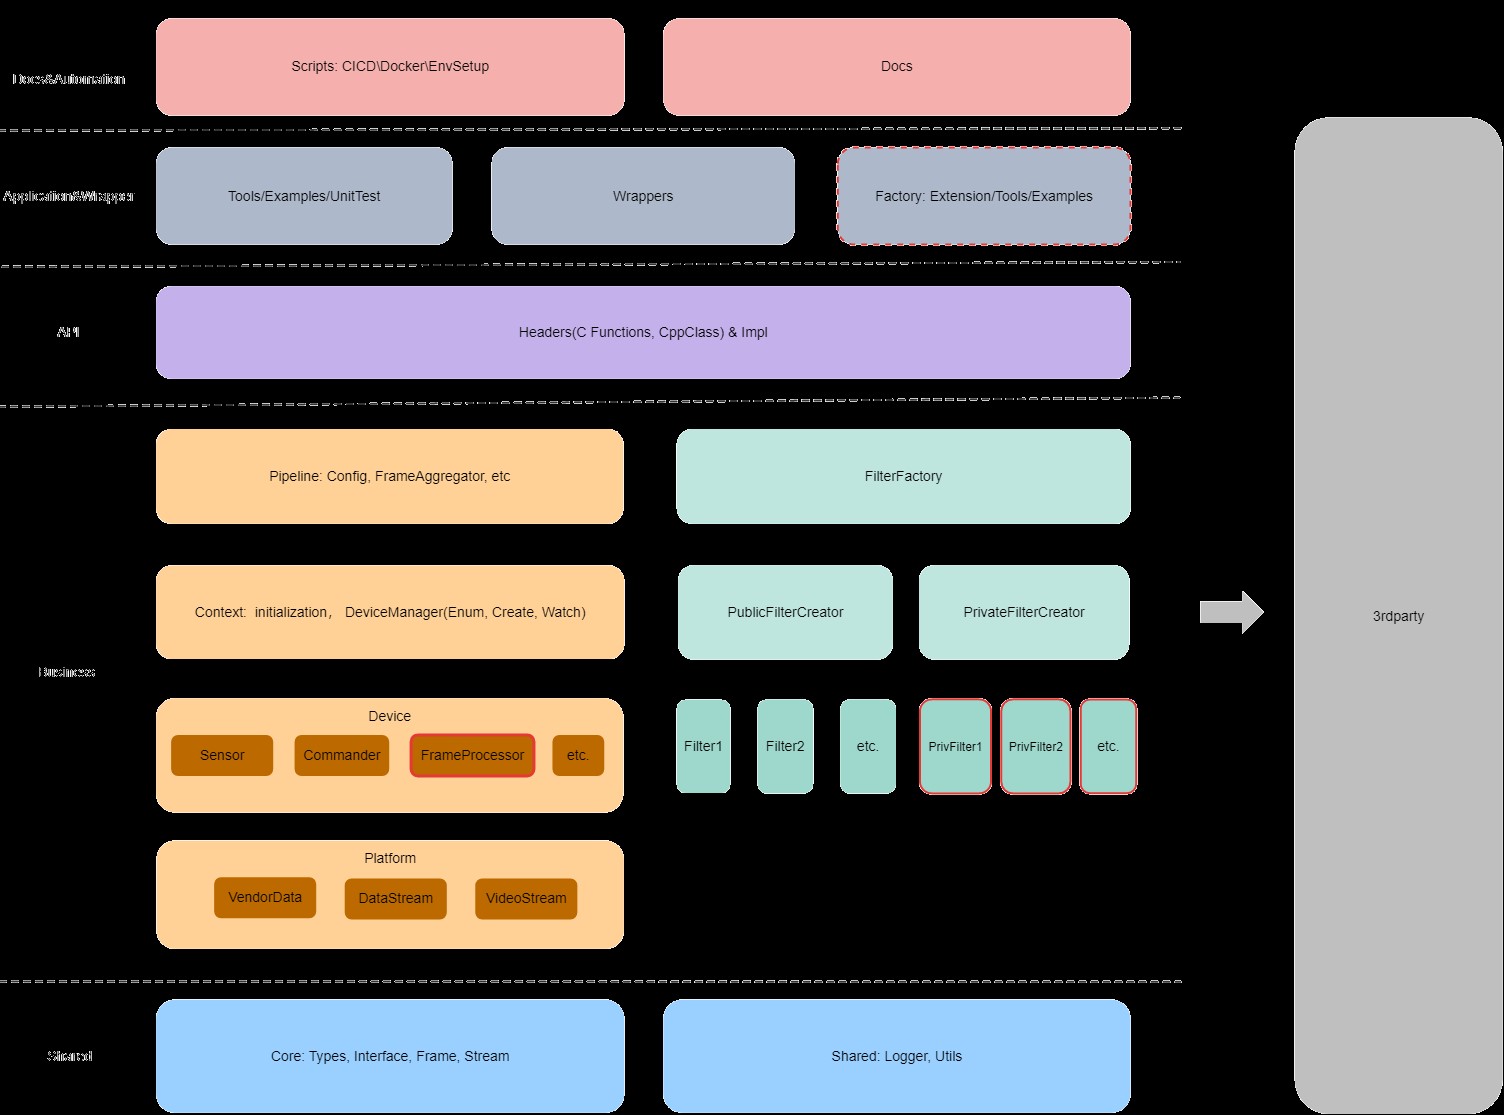 Docs&Automation
Scripts: CICD\Docker\EnvSetup
Docs
Application&Wrapper
Tools/Examples/UnitTest
Wrappers
Factory: Extension/Tools/Examples
API
Headers(C Functions, CppClass) & Impl
Pipeline: Config, FrameAggregator, etc
FilterFactory
Context: initialization， DeviceManager(Enum, Create, Watch)
PublicFilterCreator
PrivateFilterCreator
3rdparty
Business
Device
Sensor
Commander
FrameProcessor
etc.
Filter1
Filter2
etc.
PrivFilter1
PrivFilter2
etc.
Platform
VendorData
DataStream
VideoStream
Shared
Core: Types, Interface, Frame, Stream
Shared: Logger, Utils